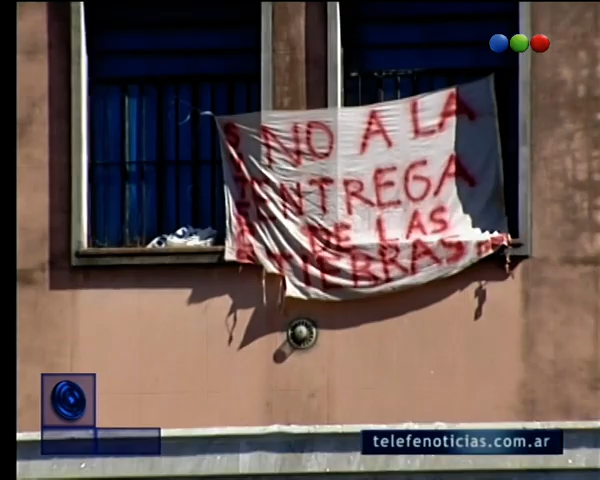 NO A LA
ENTREGA
DE LAS
TIERRAS
telefenoticias.com.ar